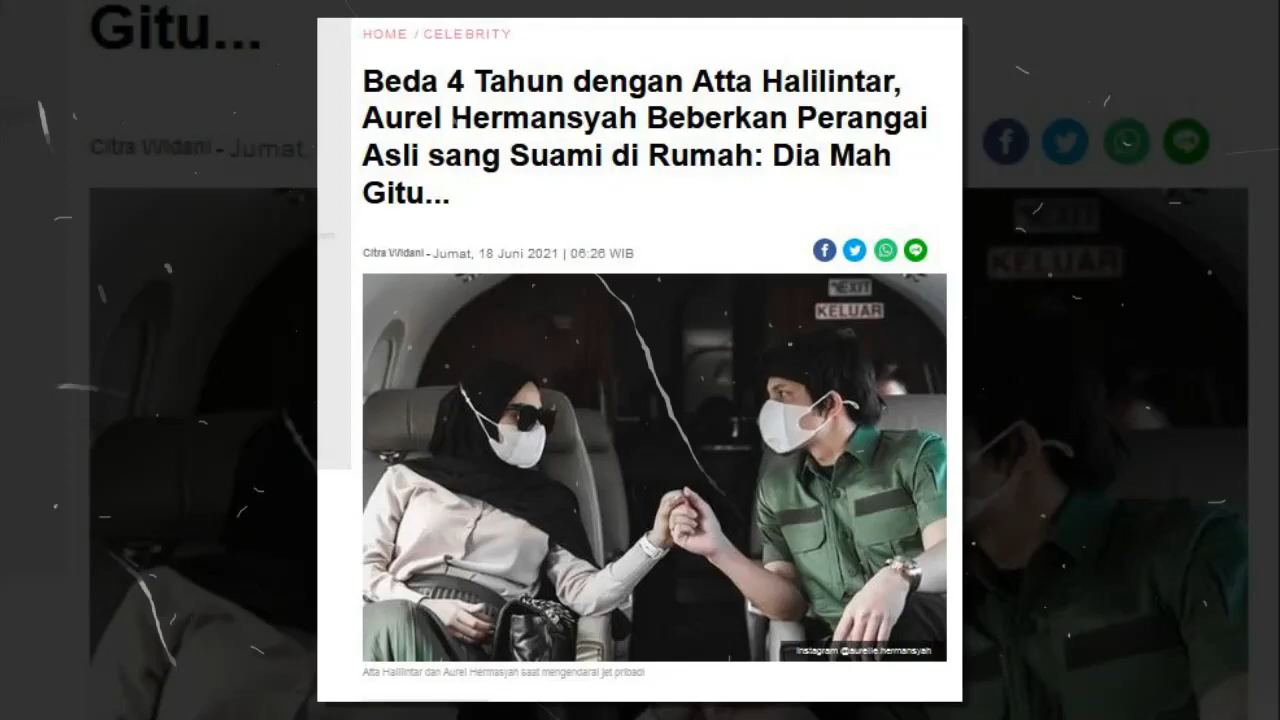 HOME / CELEBRITY
Beda 4 Tahun dengan Atta Halilintar,
Aurel Hermansyah Beberkan Perangai
Asli sang Suami di Rumah: Dia Mah
Gitu...
Citra Widani - Jumat, 18 Juni 2021 | 06:26 WIB
EXIT
KELUAR
Instagram @aurelie.hermansyah
Atta Halilintar dan Aurel Hermasyah saat mengendarai jet pribadi
Gitu...
Citra Widani - Jumat,
EXIT
KELUAR